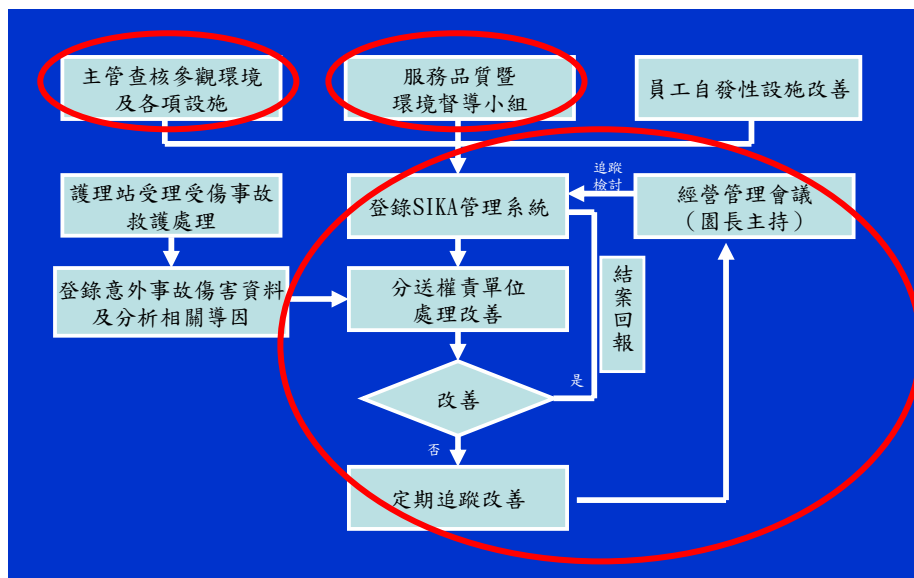 主管查核參觀環境
及各項設施
服務品質暨
環境督導小組
員工自發性設施改善
護理站受理受傷事故
救護處理
登錄SIKA管理系統
追蹤
檢討
經營管理會議
(園長主持)
登錄意外事故傷害資料
及分析相關導因
分送權責單位
處理改善
結案回報
改善
是
否
定期追蹤改善